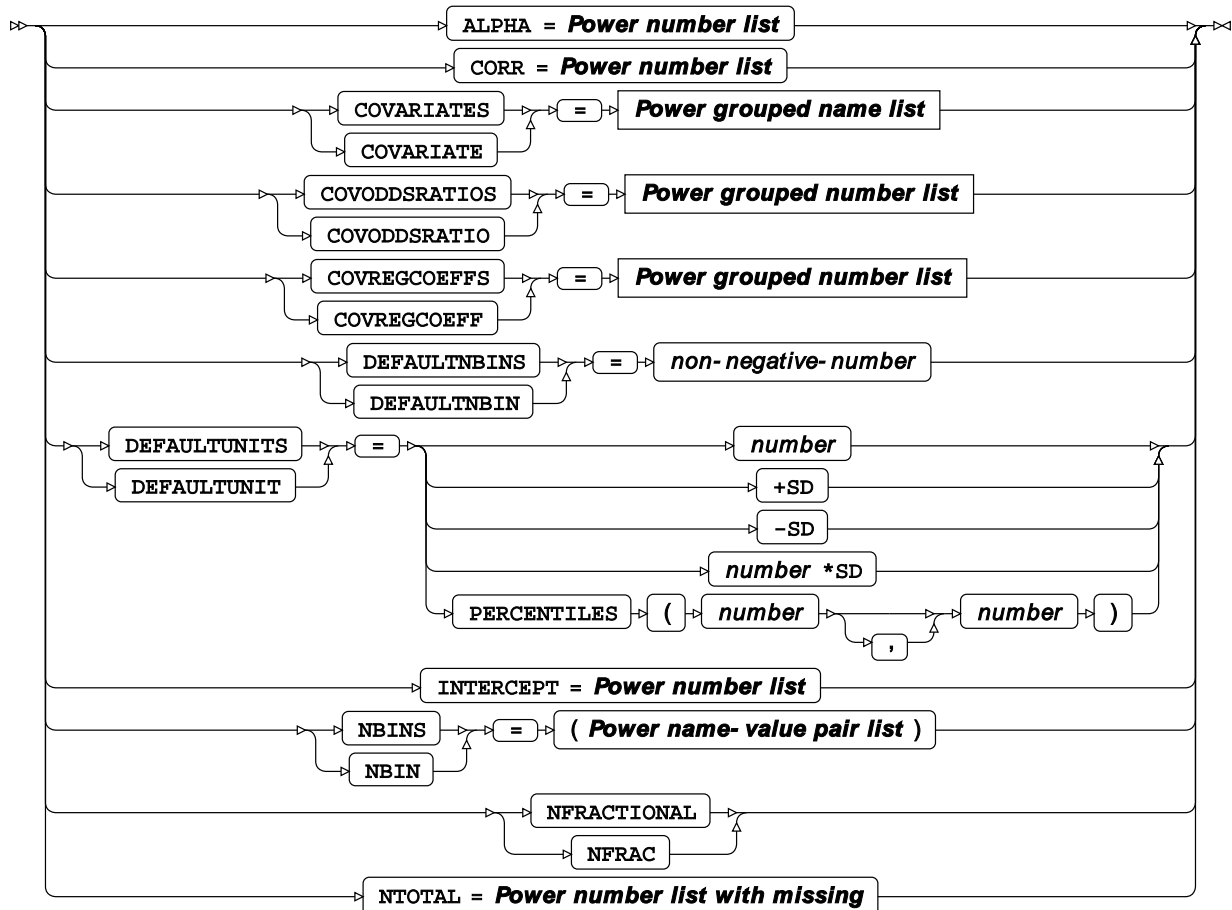 ALPHA = Power number list
CORR = Power number list
COVARIATES = Power grouped name list
COVARIATE
COVODDSRATIOS = Power grouped number list
COVODDSRATIO
COVREGCOEFFS = Power grouped number list
COVREGCOEFF
DEFAULTNBINS = non-negative-number
DEFAULTNBIN
DEFAULTUNITS = number
DEFAULTUNIT
+SD
-SD
number *SD
PERCENTILES ( number , number )
INTERCEPT = Power number list
NBINS = ( Power name-value pair list )
NBIN
NFRACTIONAL
NFRAC
NTOTAL = Power number list with missing